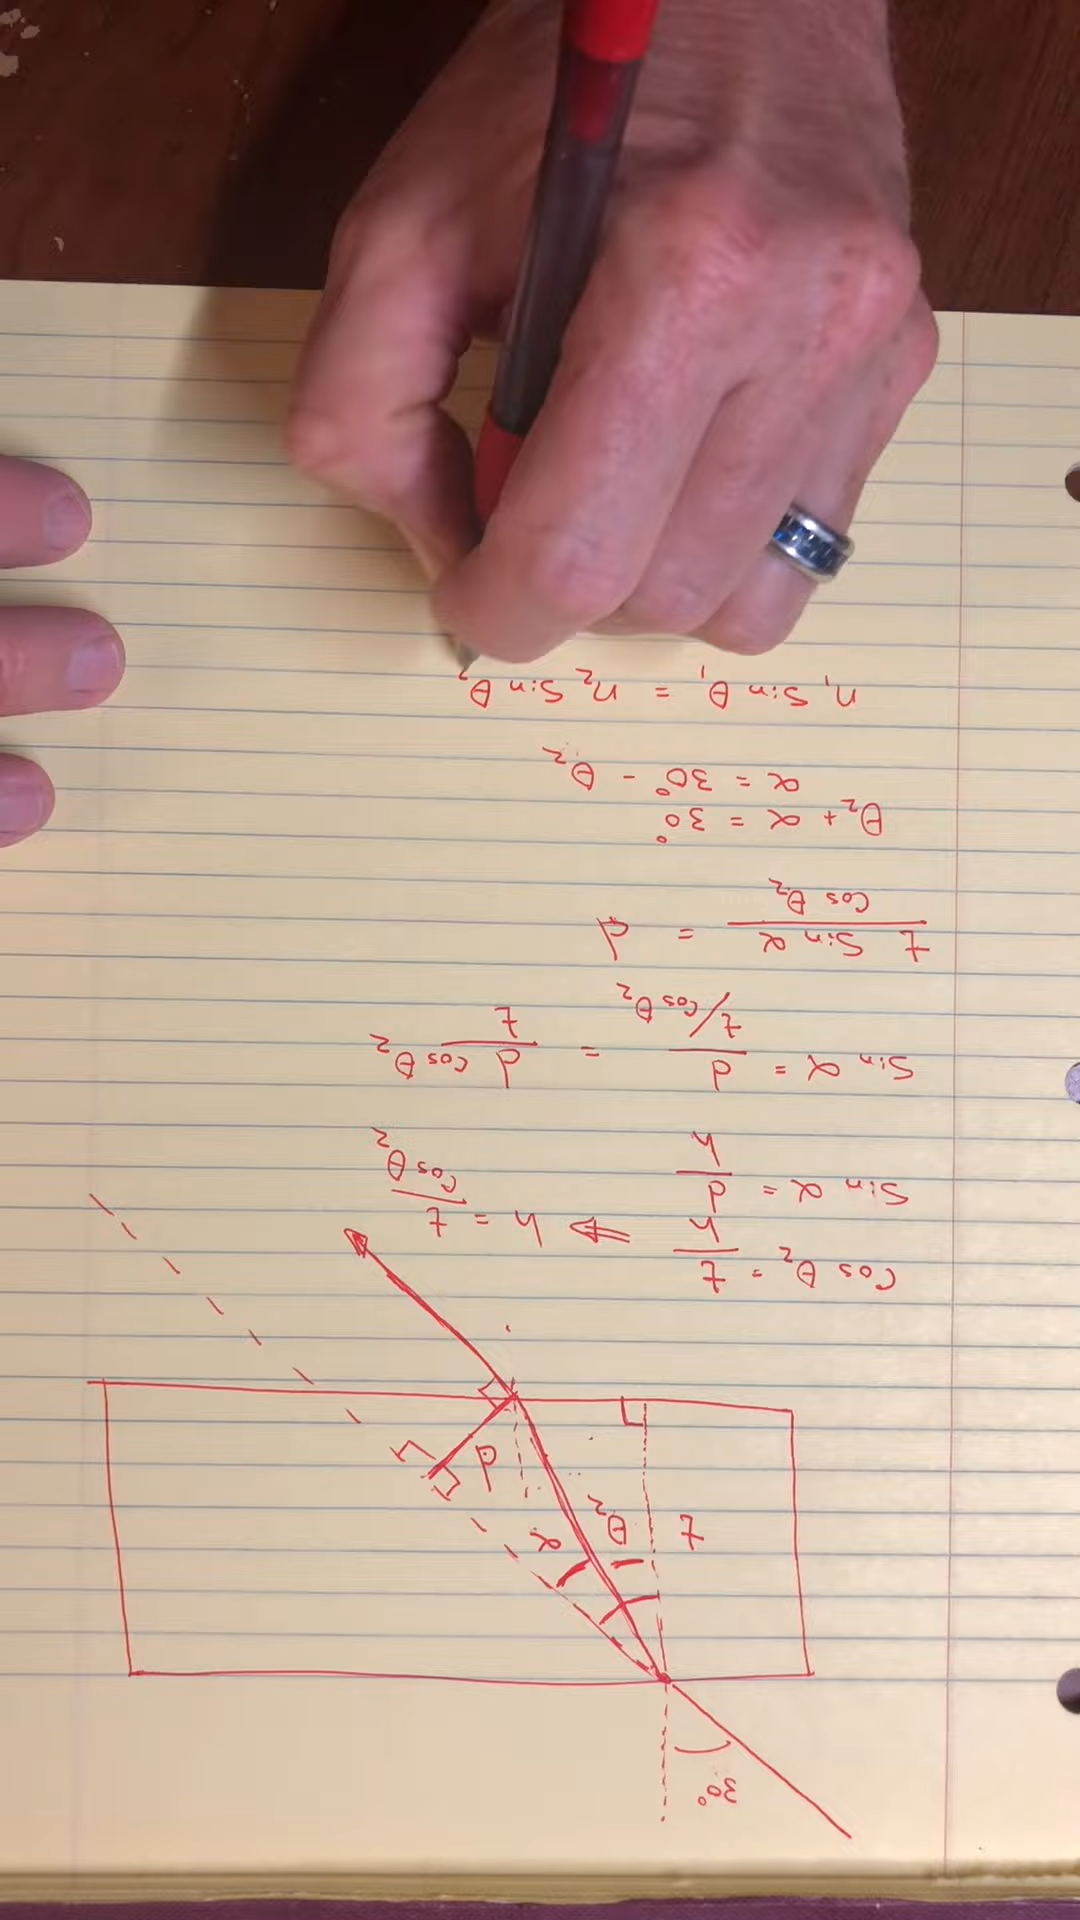 30°
t
θ₂
α
d
cos θ₂ = t/h ⇒ h = t/cos θ₂
sin α = d/h
sin α = d/(t/cos θ₂) = d cos θ₂/t
t sin α/cos θ₂ = d
θ₂ + α = 30°
α = 30° - θ₂
n₁ sin θ₁ = n₂ sin θ₂